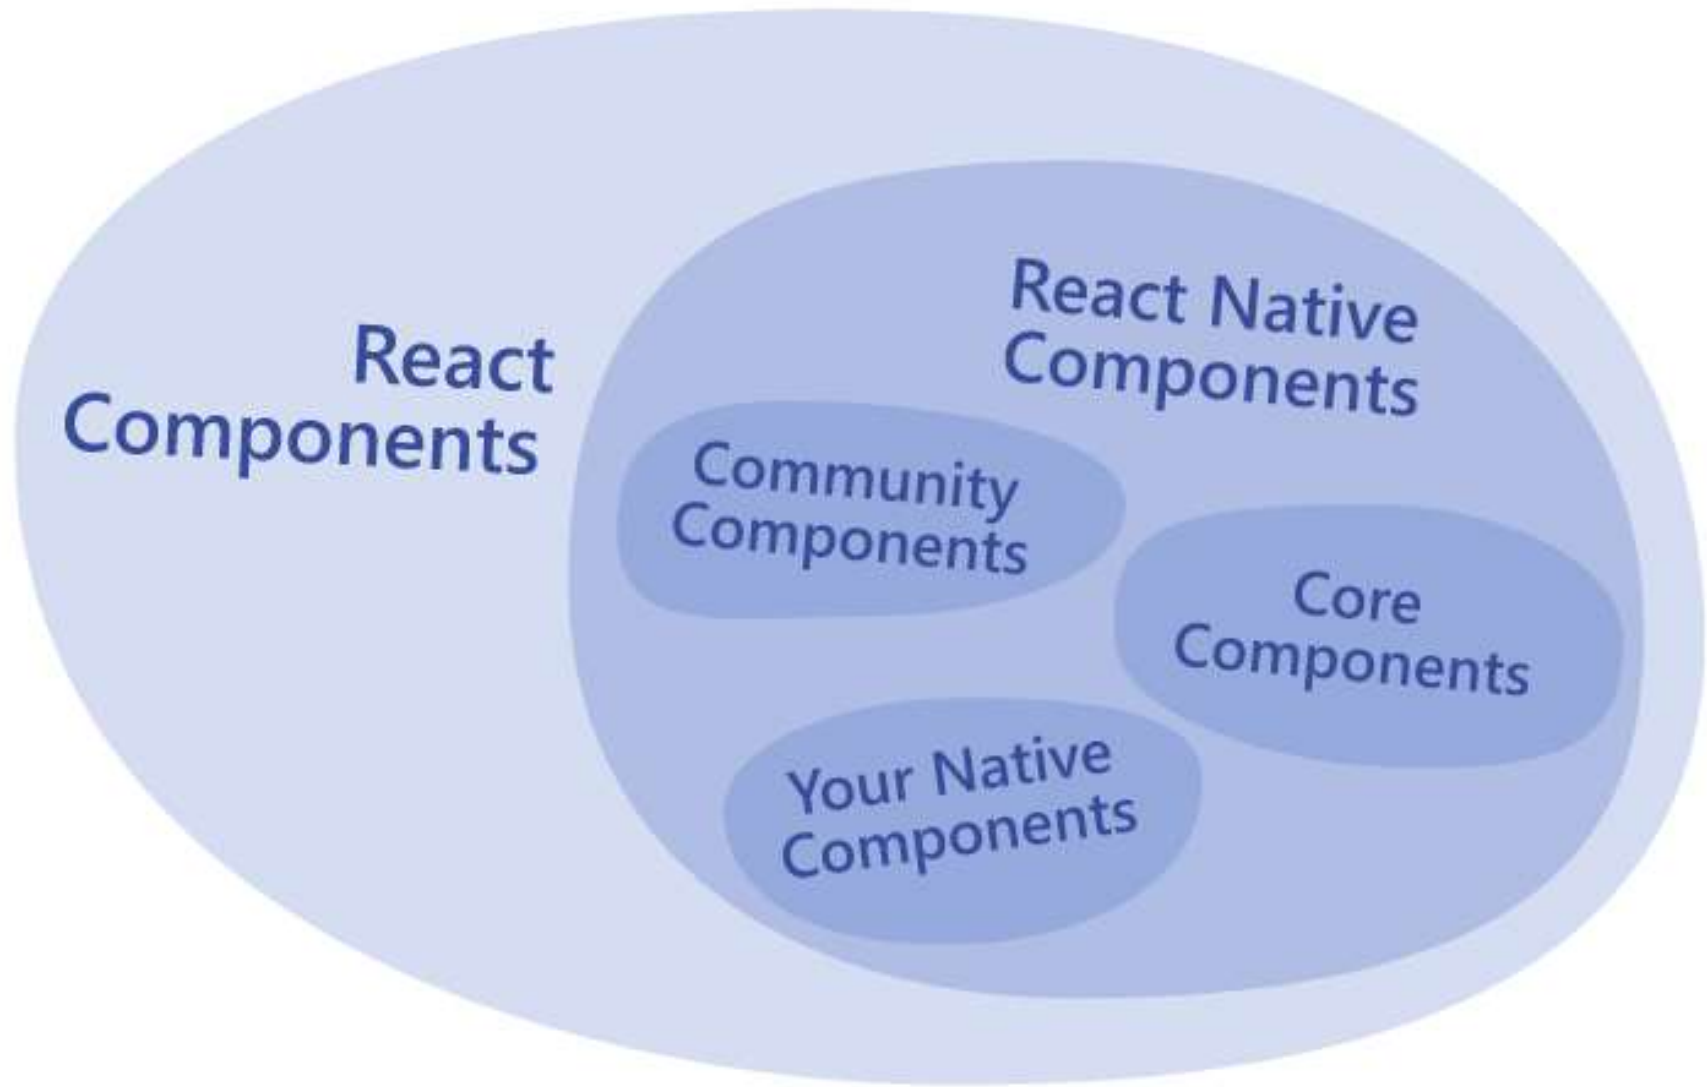 React
Components
React Native
Components
Community
Components
Core
Components
Your Native
Components